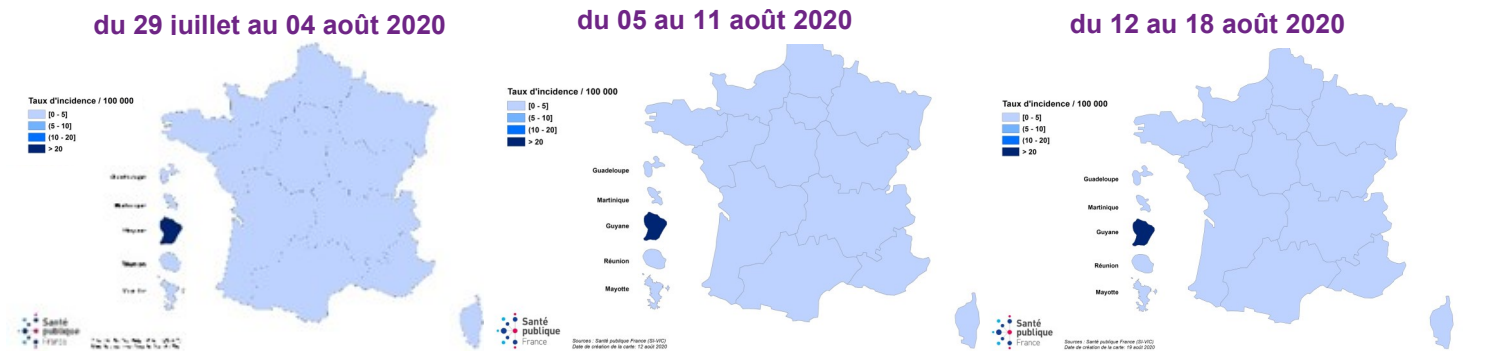 du 29 juillet au 04 août 2020
Taux d'incidence / 100 000
[0 - 5]
(5 - 10]
(10 - 20]
> 20
Guadeloupe
Martinique
Guyane
Réunion
Santé
publique
France
du 05 au 11 août 2020
Taux d'incidence / 100 000
[0 - 5]
(5 - 10]
(10 - 20]
> 20
Guadeloupe
Martinique
Guyane
Réunion
Mayotte
Santé
publique
France
Sources : Santé publique France (SI-VIC)
Date de création de la carte: 12 août 2020
du 12 au 18 août 2020
Taux d'incidence / 100 000
[0 - 5]
(5 - 10]
(10 - 20]
> 20
Guadeloupe
Martinique
Guyane
Réunion
Mayotte
Santé
publique
France
Sources : Santé publique France (SI-VIC)
Date de création de la carte: 19 août 2020